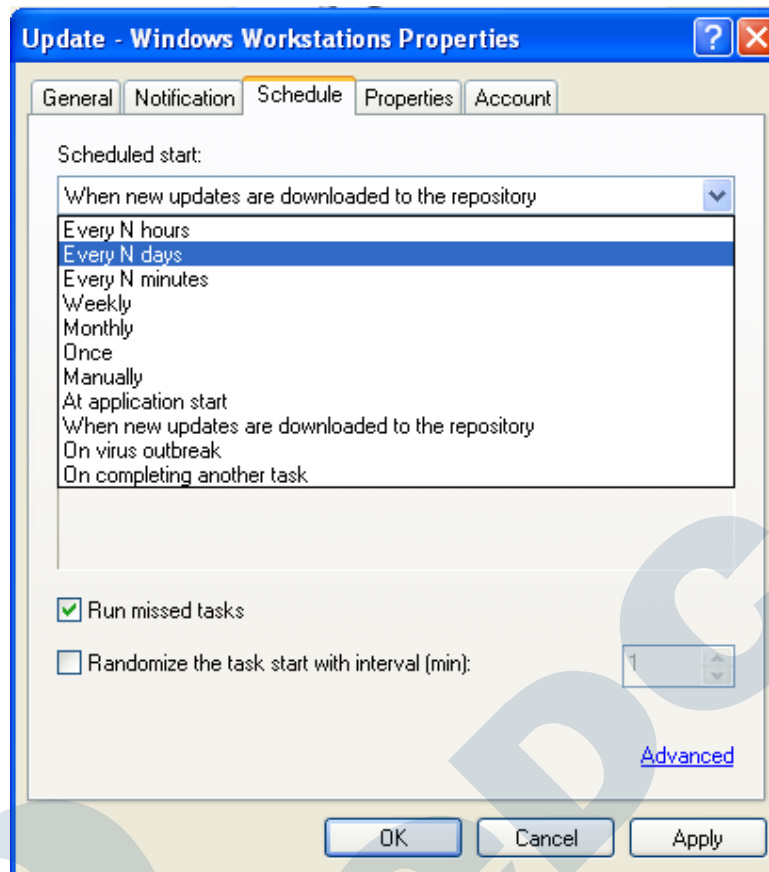 Update - Windows Workstations Properties
General Notification Schedule Properties Account
Scheduled start:
When new updates are downloaded to the repository
Every N hours
Every N days
Every N minutes
Weekly
Monthly
Once
Manually
At application start
When new updates are downloaded to the repository
On virus outbreak
On completing another task
Run missed tasks
Randomize the task start with interval (min): 1
Advanced
OK Cancel Apply